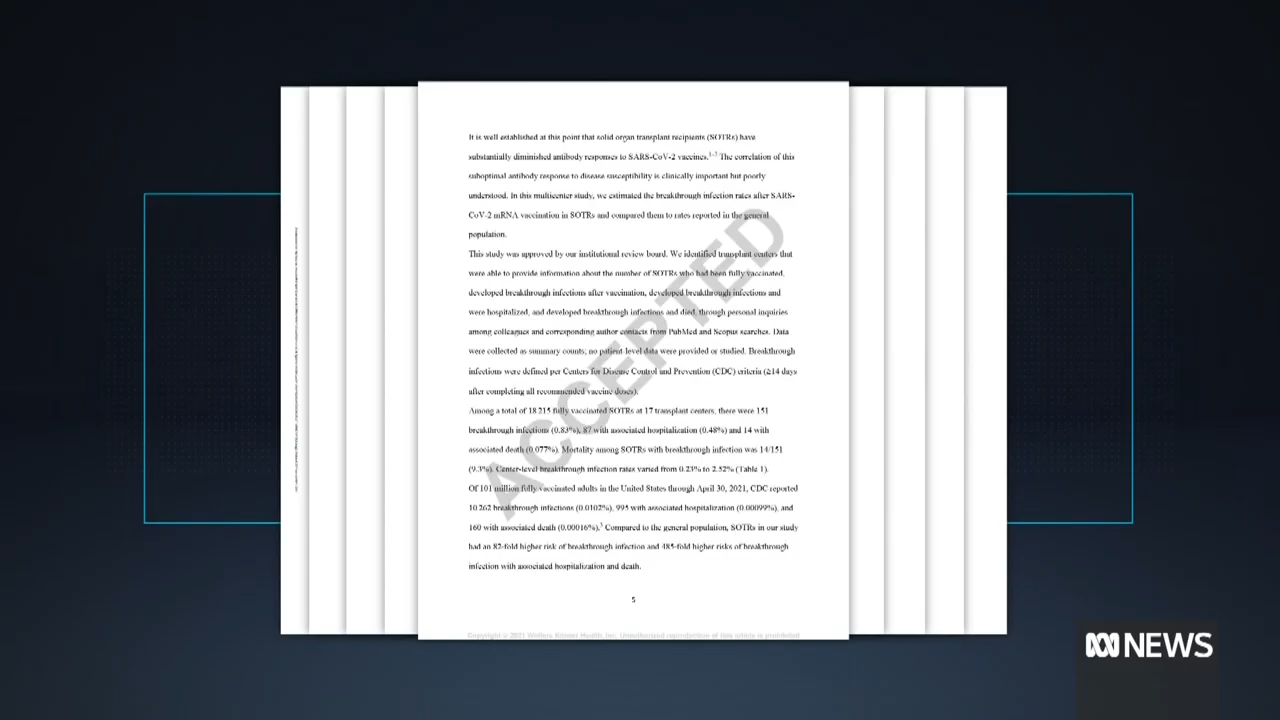 It is well established at this point that solid organ transplant recipients (SOTRs) have
substantially diminished antibody responses to SARS-CoV-2 vaccines.1-2 The correlation of this
suboptimal antibody response to disease susceptibility is clinically important but poorly
understood. In this multicenter study, we estimated the breakthrough infection rates after SARS-
CoV-2 mRNA vaccination in SOTRs and compared them to rates reported in the general
population.
This study was approved by our institutional review board. We identified transplant centers that
were able to provide information about the number of SOTRs who had been fully vaccinated,
developed breakthrough infections after vaccination, developed breakthrough infections and
were hospitalized, and developed breakthrough infections and died, through personal inquiries
among colleagues and corresponding author contacts from PubMed and Scopus searches. Data
were collected as summary counts; no patient-level data were provided or studied. Breakthrough
infections were defined per Centers for Disease Control and Prevention (CDC) criteria (≥14 days
after completing all recommended vaccine doses).
Among a total of 18 215 fully vaccinated SOTRs at 17 transplant centers, there were 151
breakthrough infections (0.83%), 87 with associated hospitalization (0.48%) and 14 with
associated death (0.077%). Mortality among SOTRs with breakthrough infection was 14/151
(9.3%). Center-level breakthrough infection rates varied from 0.23% to 2.52% (Table 1).
Of 101 million fully vaccinated adults in the United States through April 30, 2021, CDC reported
10 262 breakthrough infections (0.0102%), 995 with associated hospitalization (0.00099%), and
160 with associated death (0.00016%).3 Compared to the general population, SOTRs in our study
had an 82-fold higher risk of breakthrough infection and 485-fold higher risks of breakthrough
infection with associated hospitalization and death.
ACCEPTED
5
Copyright © 2021 Wolters Kluwer Health, Inc. Unauthorized reproduction of this article is prohibited
NEWS